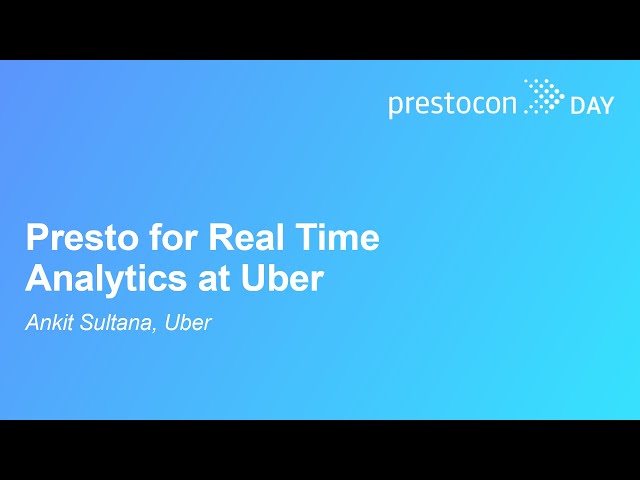 prestocon DAY
Presto for Real Time
Analytics at Uber
Ankit Sultana, Uber